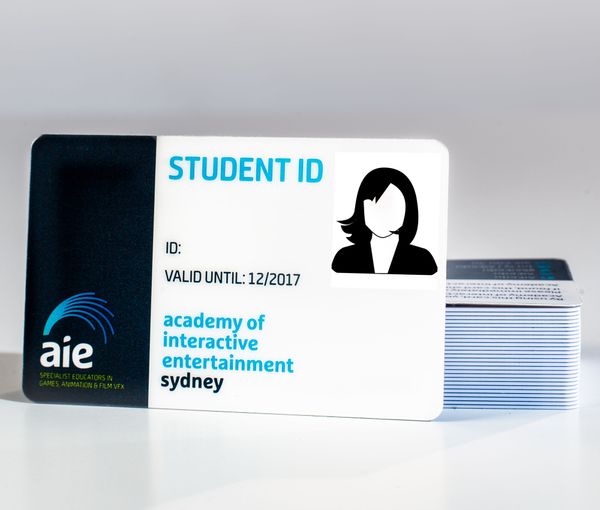 STUDENT ID
ID:
VALID UNTIL: 12/2017
academy of
interactive
entertainment
sydney
aie
SPECIALIST EDUCATORS IN
GAMES, ANIMATION & FILM VFX